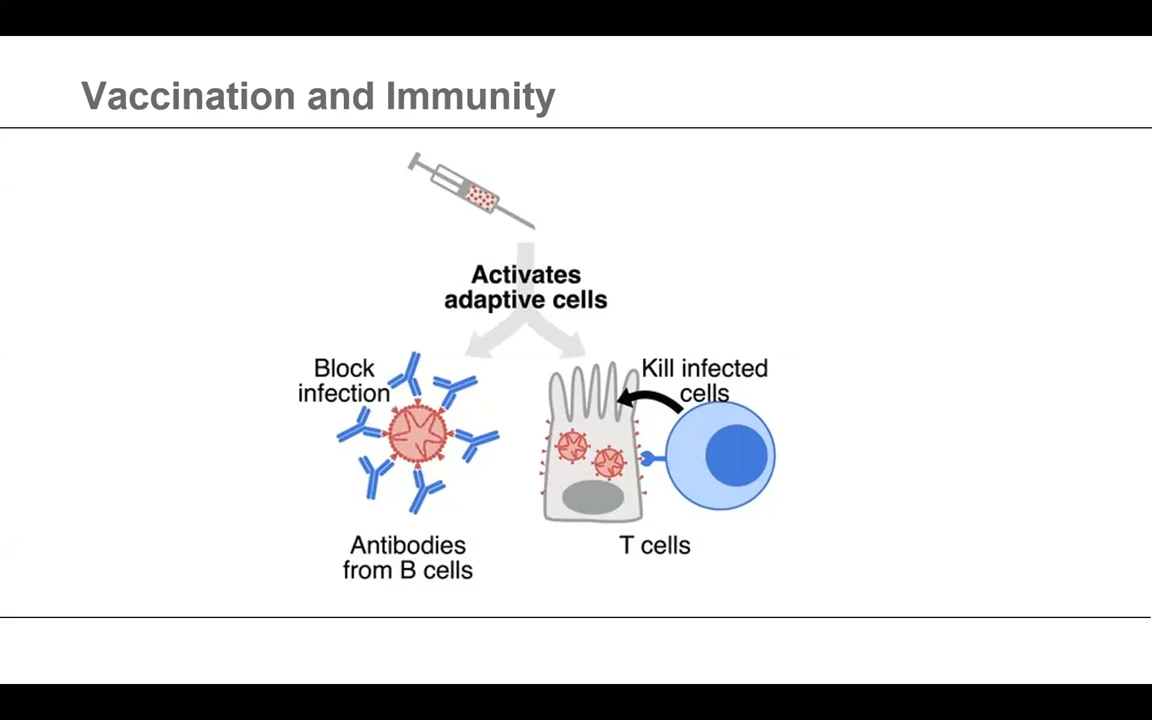 Vaccination and Immunity
Activates
adaptive cells
Block
infection
Kill infected
cells
Antibodies
from B cells
T cells